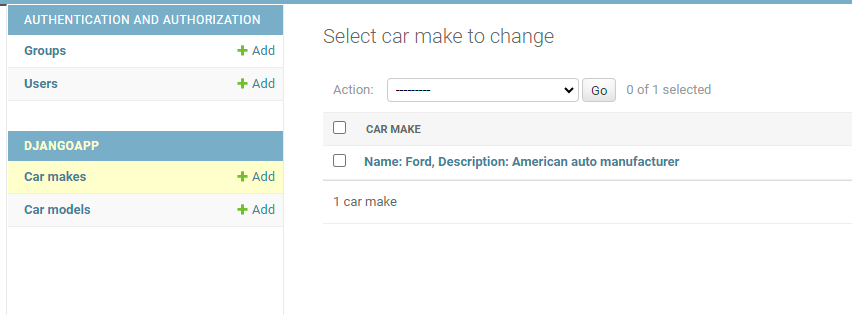 AUTHENTICATION AND AUTHORIZATION
Groups + Add
Users + Add
DJANGOAPP
Car makes + Add
Car models + Add
Select car make to change
Action: --------- Go 0 of 1 selected
CAR MAKE
Name: Ford, Description: American auto manufacturer
1 car make